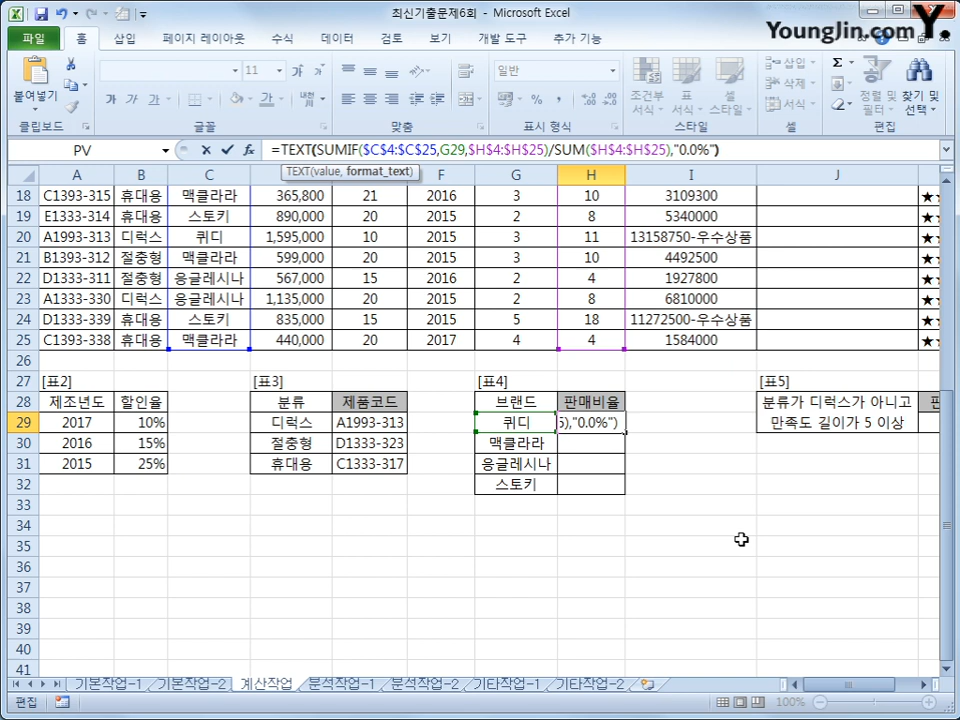 최신기출문제6회 - Microsoft Excel
Younglin.com Y.
파일 홈 삽입 페이지 레이아웃 수식 데이터 검토 보기 개발 도구 추가 기능
붙여넣기 가 가 가 11 일반 조건부 서식 표 서식 셀 스타일 삽입 삭제 서식 정렬 및 필터 찾기 및 선택
클립보드 글꼴 맞춤 표시 형식 스타일 셀 편집
PV =TEXT(SUMIF($C$4:$C$25,G29,$H$4:$H$25)/SUM($H$4:$H$25),"0.0%")
TEXT(value, format_text)
A B C F G H I J
18 C1393-315 휴대용 맥클라라 365,800 21 2016 3 10 3109300 ★
19 E1333-314 휴대용 스토키 890,000 20 2015 2 8 5340000 ★
20 A1993-313 디럭스 퀴디 1,595,000 10 2015 3 11 13158750-우수상품 ★
21 B1393-312 절충형 맥클라라 599,000 20 2015 3 10 4492500 ★
22 D1333-311 절충형 응글레시나 567,000 15 2016 2 4 1927800 ★
23 A1333-330 디럭스 응글레시나 1,135,000 20 2015 2 8 6810000 ★
24 D1333-339 휴대용 스토키 835,000 15 2016 5 18 11272500-우수상품 ★
25 C1393-338 휴대용 맥클라라 440,000 20 2017 4 4 1584000 ★
26
27 [표2] [표3] [표4] [표5]
28 제조년도 할인율 분류 제품코드 브랜드 판매비율 분류가 디럭스가 아니고
29 2017 10% 디럭스 A1993-313 퀴디 5),"0.0%") 만족도 길이가 5 이상
30 2016 15% 절충형 D1333-323 맥클라라
31 2015 25% 휴대용 C1333-317 응글레시나
32 스토키
33
34
35
36
37
38
39
40
41
기본작업-1 기본작업-2 계산작업 분석작업-1 분석작업-2 기타작업-1 기타작업-2
편집 100%